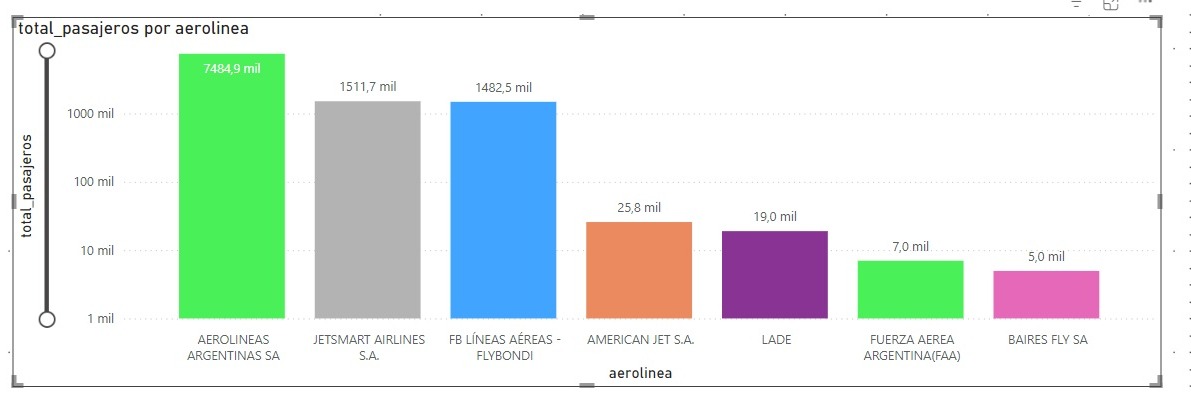 total_pasajeros por aerolinea
total_pasajeros
1000 mil
100 mil
10 mil
1 mil
7484,9 mil
1511,7 mil
1482,5 mil
25,8 mil
19,0 mil
7,0 mil
5,0 mil
AEROLINEAS
ARGENTINAS SA
JETSMART AIRLINES
S.A.
FB LÍNEAS AÉREAS -
FLYBONDI
AMERICAN JET S.A.
LADE
FUERZA AEREA
ARGENTINA(FAA)
BAIRES FLY SA
aerolinea